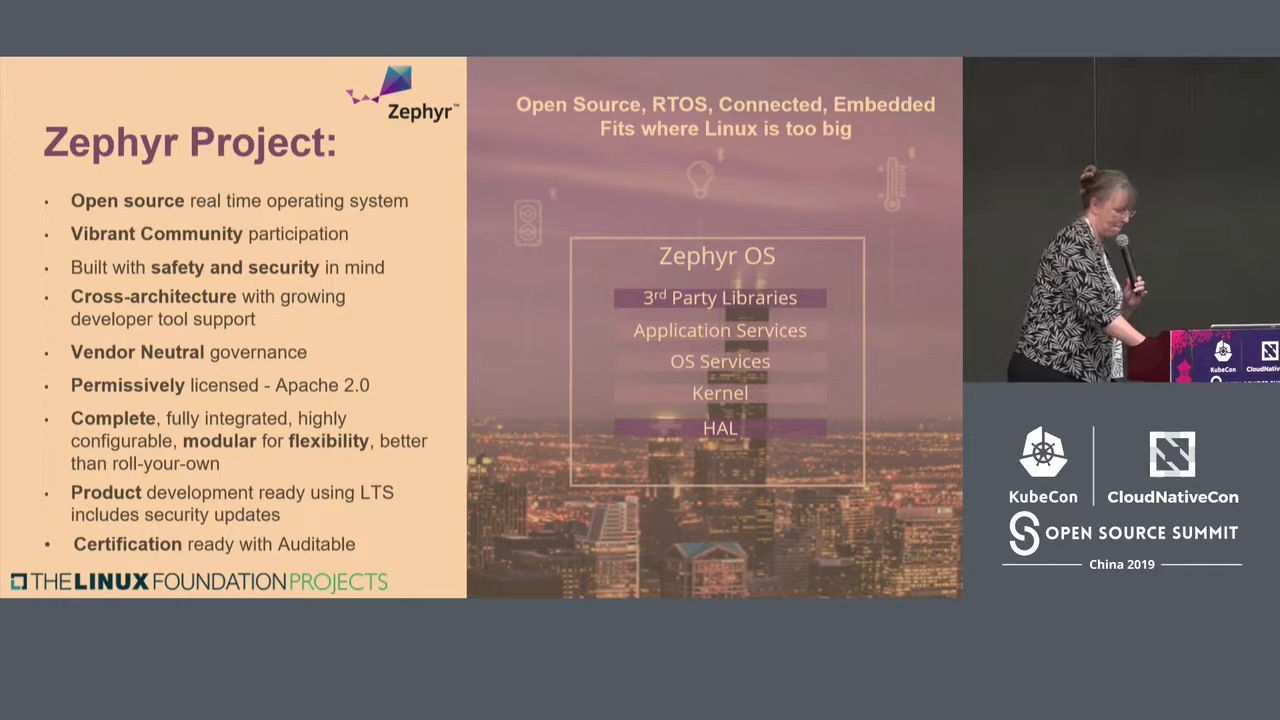 Zephyr™
Zephyr Project:
• Open source real time operating system
• Vibrant Community participation
• Built with safety and security in mind
• Cross-architecture with growing
developer tool support
• Vendor Neutral governance
• Permissively licensed - Apache 2.0
• Complete, fully integrated, highly
configurable, modular for flexibility, better
than roll-your-own
• Product development ready using LTS
includes security updates
• Certification ready with Auditable
THE LINUX FOUNDATION PROJECTS
Open Source, RTOS, Connected, Embedded
Fits where Linux is too big
Zephyr OS
3rd Party Libraries
Application Services
OS Services
Kernel
HAL
KubeCon
KubeCon
CloudNativeCon
OPEN SOURCE SUMMIT
China 2019